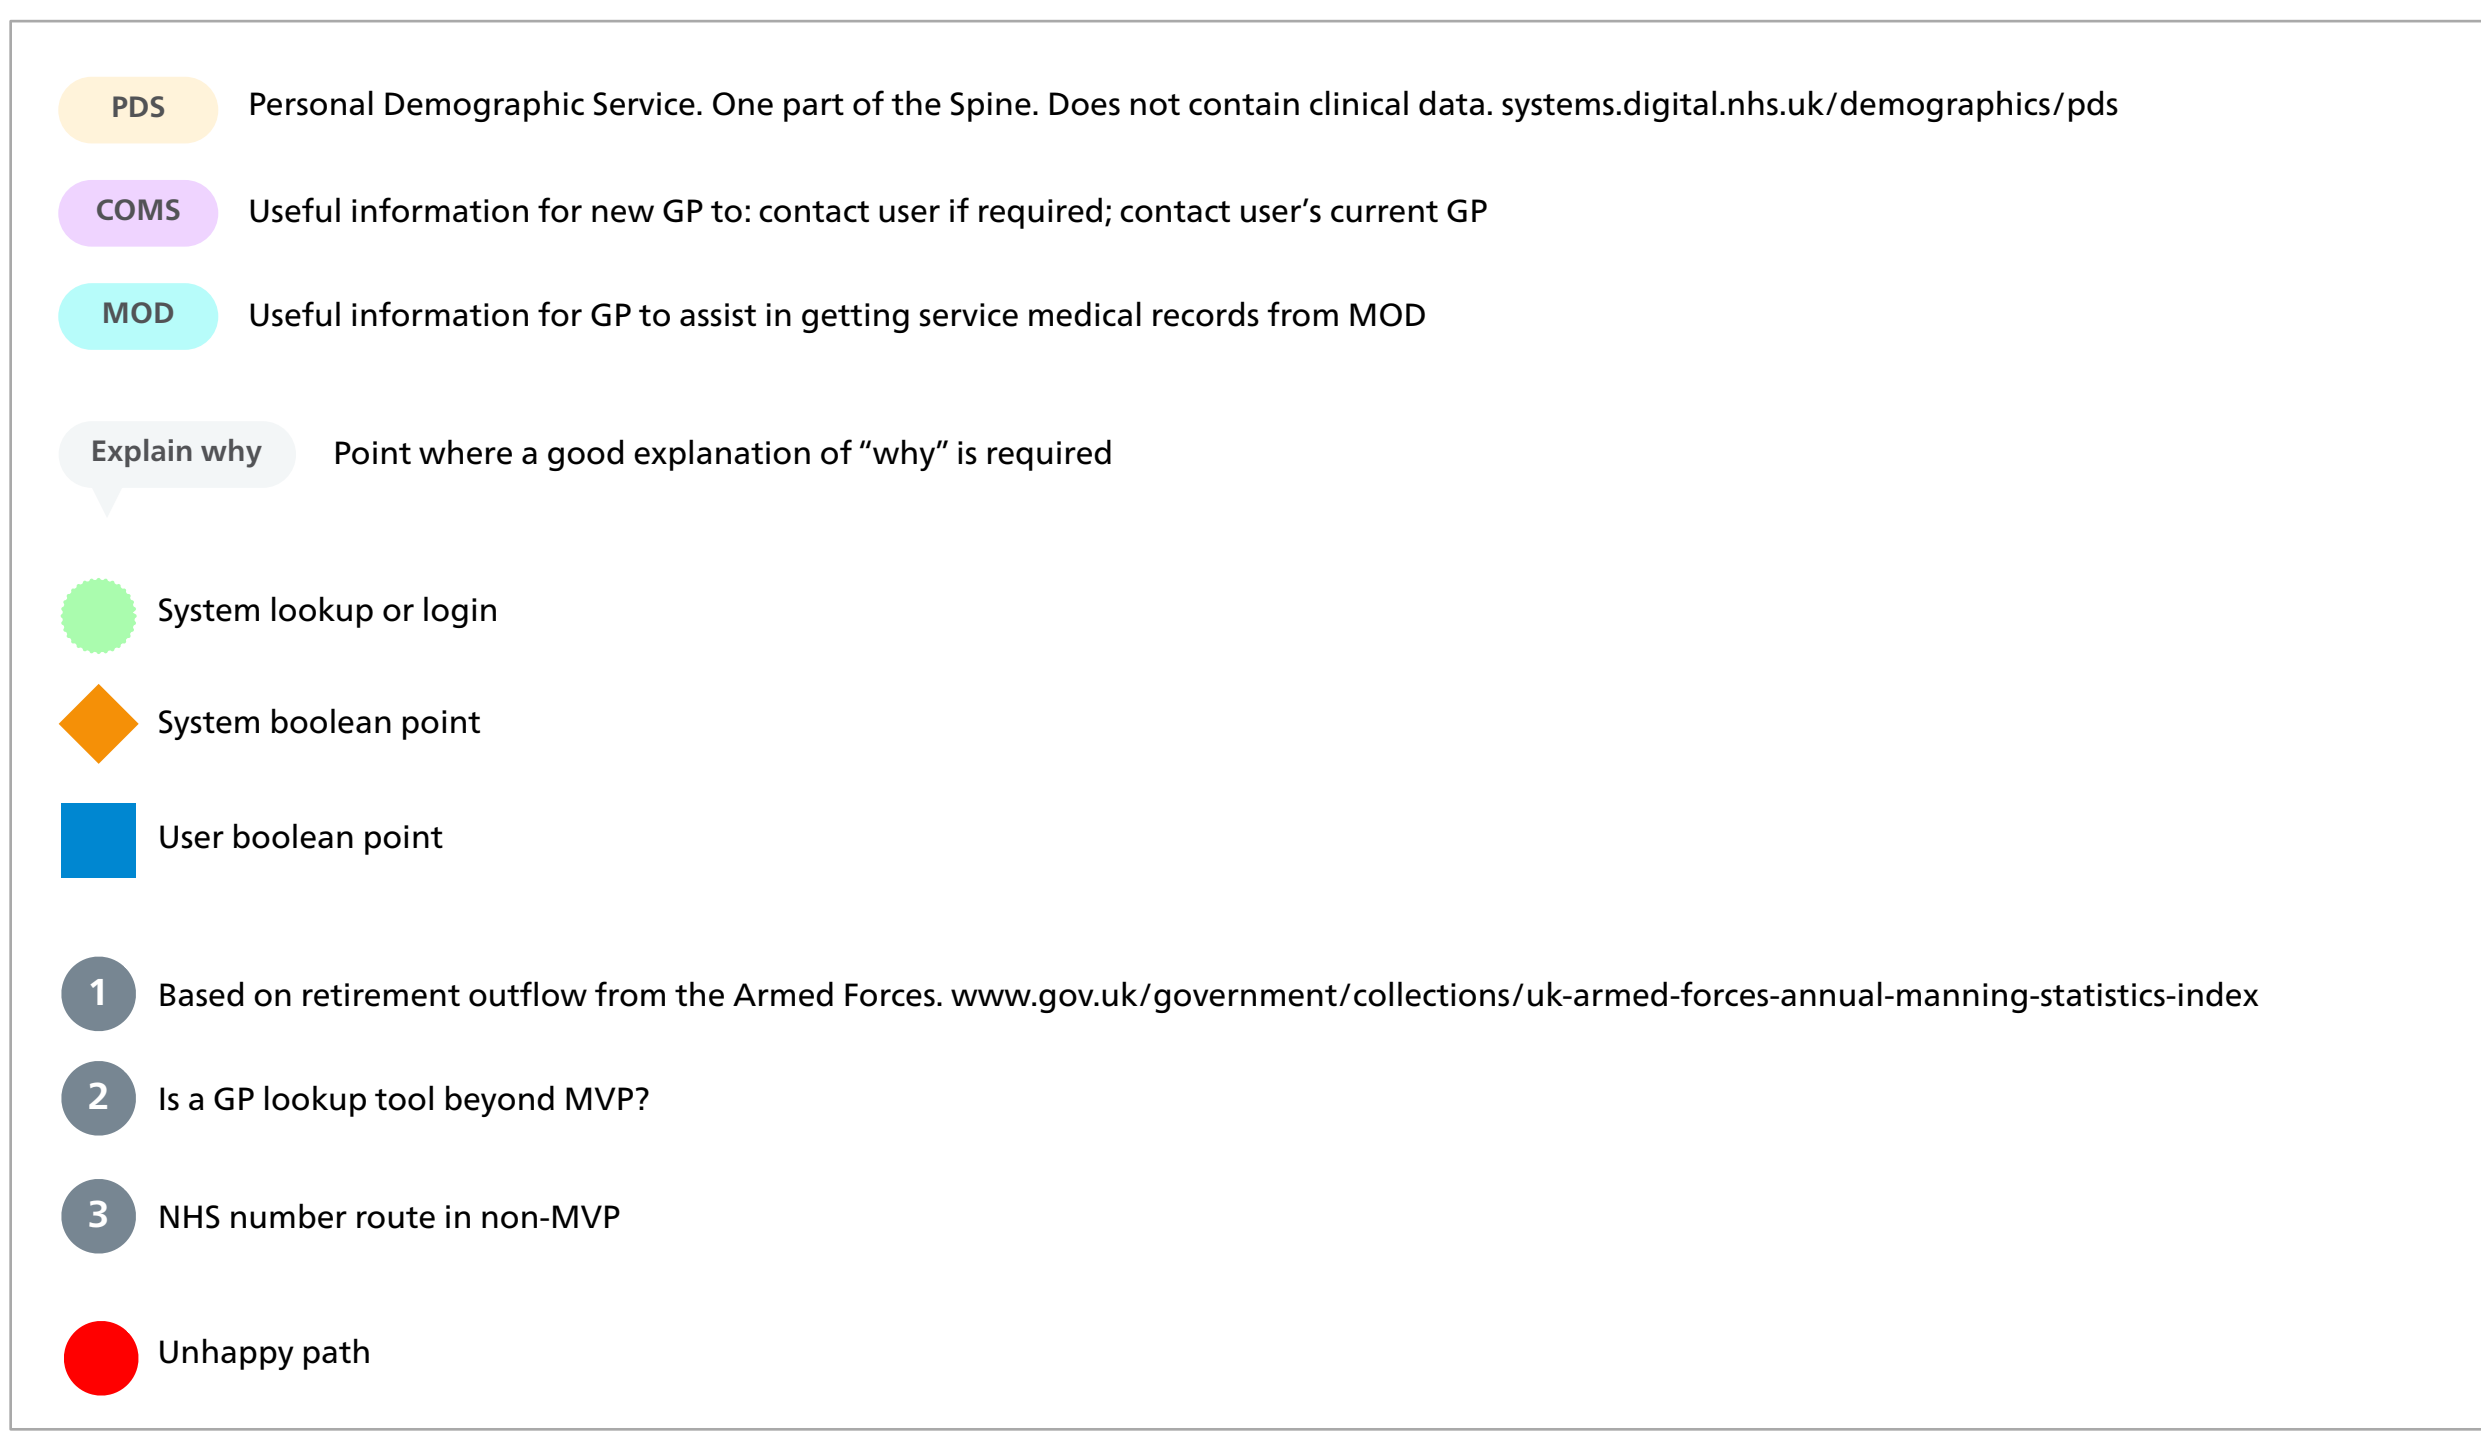 PDS Personal Demographic Service. One part of the Spine. Does not contain clinical data. systems.digital.nhs.uk/demographics/pds
COMS Useful information for new GP to: contact user if required; contact user’s current GP
MOD Useful information for GP to assist in getting service medical records from MOD
Explain why Point where a good explanation of “why” is required
System lookup or login
System boolean point
User boolean point
1 Based on retirement outflow from the Armed Forces. www.gov.uk/government/collections/uk-armed-forces-annual-manning-statistics-index
2 Is a GP lookup tool beyond MVP?
3 NHS number route in non-MVP
Unhappy path